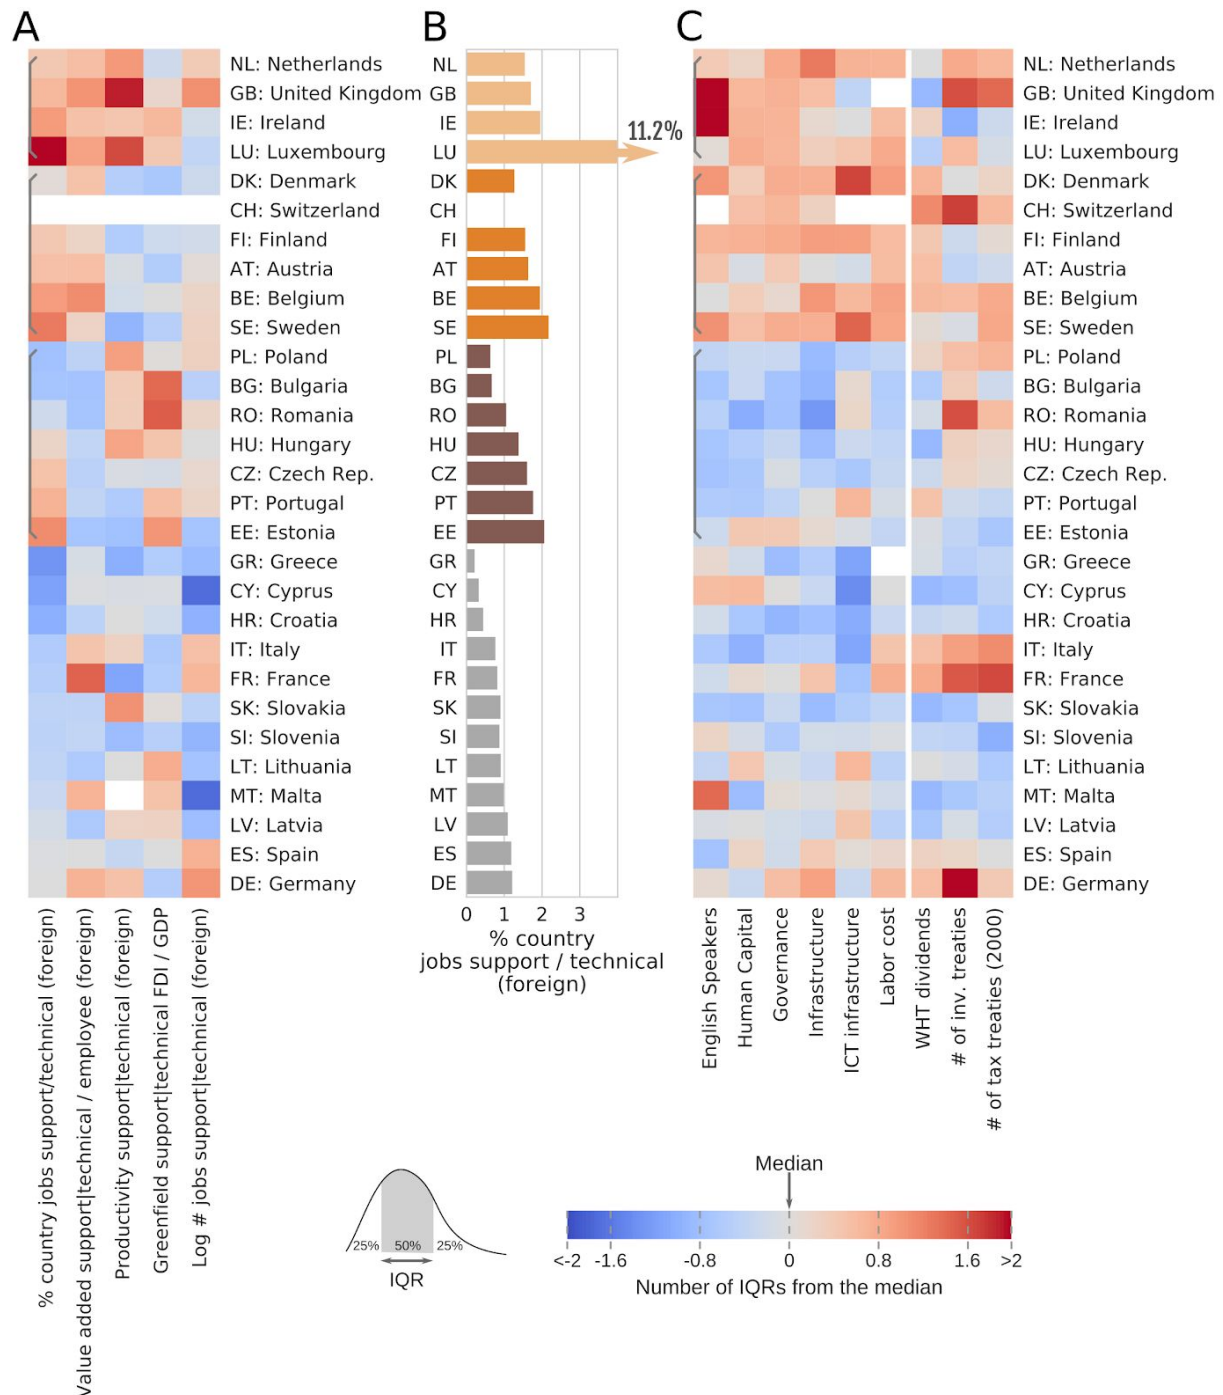 A
B
C
NL: Netherlands
GB: United Kingdom
IE: Ireland
LU: Luxembourg
DK: Denmark
CH: Switzerland
FI: Finland
AT: Austria
BE: Belgium
SE: Sweden
PL: Poland
BG: Bulgaria
RO: Romania
HU: Hungary
CZ: Czech Rep.
PT: Portugal
EE: Estonia
GR: Greece
CY: Cyprus
HR: Croatia
IT: Italy
FR: France
SK: Slovakia
SI: Slovenia
LT: Lithuania
MT: Malta
LV: Latvia
ES: Spain
DE: Germany
% country jobs support/technical (foreign)
Value added support|technical / employee (foreign)
Productivity support|technical (foreign)
Greenfield support|technical FDI / GDP
Log # jobs support|technical (foreign)
NL
GB
IE
LU
DK
CH
FI
AT
BE
SE
PL
BG
RO
HU
CZ
PT
EE
GR
CY
HR
IT
FR
SK
SI
LT
MT
LV
ES
DE
11.2%
0 1 2 3
% country
jobs support / technical
(foreign)
NL: Netherlands
GB: United Kingdom
IE: Ireland
LU: Luxembourg
DK: Denmark
CH: Switzerland
FI: Finland
AT: Austria
BE: Belgium
SE: Sweden
PL: Poland
BG: Bulgaria
RO: Romania
HU: Hungary
CZ: Czech Rep.
PT: Portugal
EE: Estonia
GR: Greece
CY: Cyprus
HR: Croatia
IT: Italy
FR: France
SK: Slovakia
SI: Slovenia
LT: Lithuania
MT: Malta
LV: Latvia
ES: Spain
DE: Germany
English Speakers
Human Capital
Governance
Infrastructure
ICT infrastructure
Labor cost
WHT dividends
# of inv. treaties
# of tax treaties (2000)
25% 50% 25%
IQR
Median
<-2 -1.6 -0.8 0 0.8 1.6 >2
Number of IQRs from the median